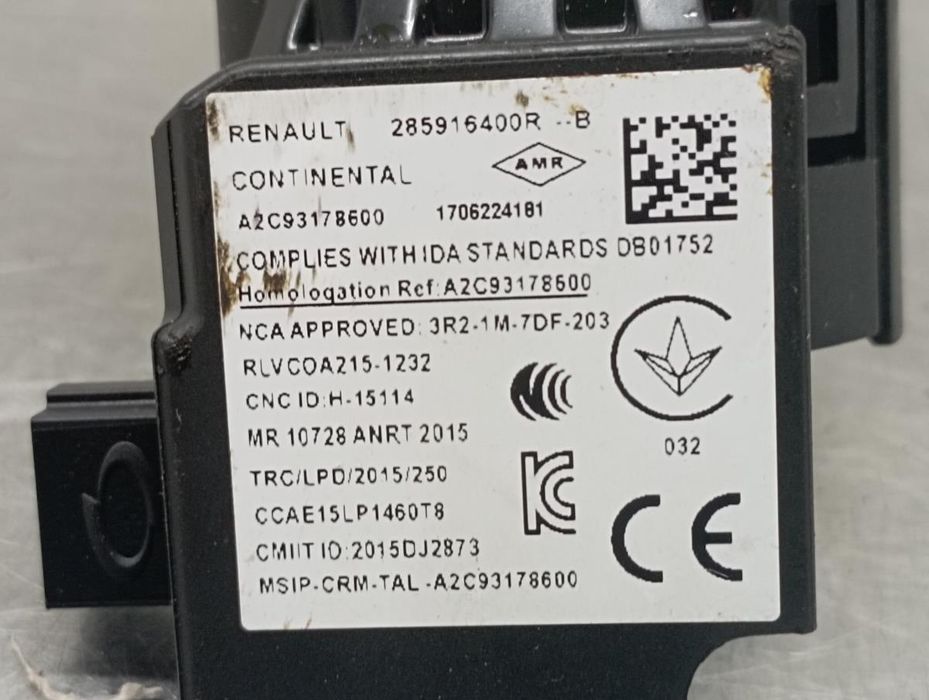 RENAULT 285916400R --B
AMR
CONTINENTAL
A2C93178600 1706224181
COMPLIES WITH IDA STANDARDS DB01752
Homologation Ref:A2C93178600
NCA APPROVED: 3R2-1M-7DF-203
RLVCOA215-1232
CNC ID:H-15114
MR 10728 ANRT 2015
032
TRC/LPD/2015/250
CCAE15LP1460T8
CMIIT ID:2015DJ2873
MSIP-CRM-TAL-A2C93178600
CE